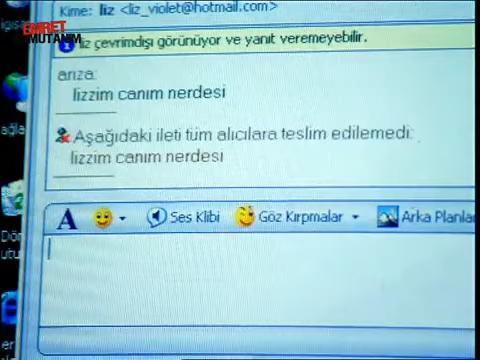 Kime: liz <liz_violet@hotmail.com>
EMRET
MUTANIM
liz çevrimdışı görünüyor ve yanıt veremeyebilir.
arıza:
lizzim canım nerdesi
Aşağıdaki ileti tüm alıcılara teslim edilemedi:
lizzim canım nerdesi
A
Ses Klibi
Göz Kırpmalar
Arka Planlar